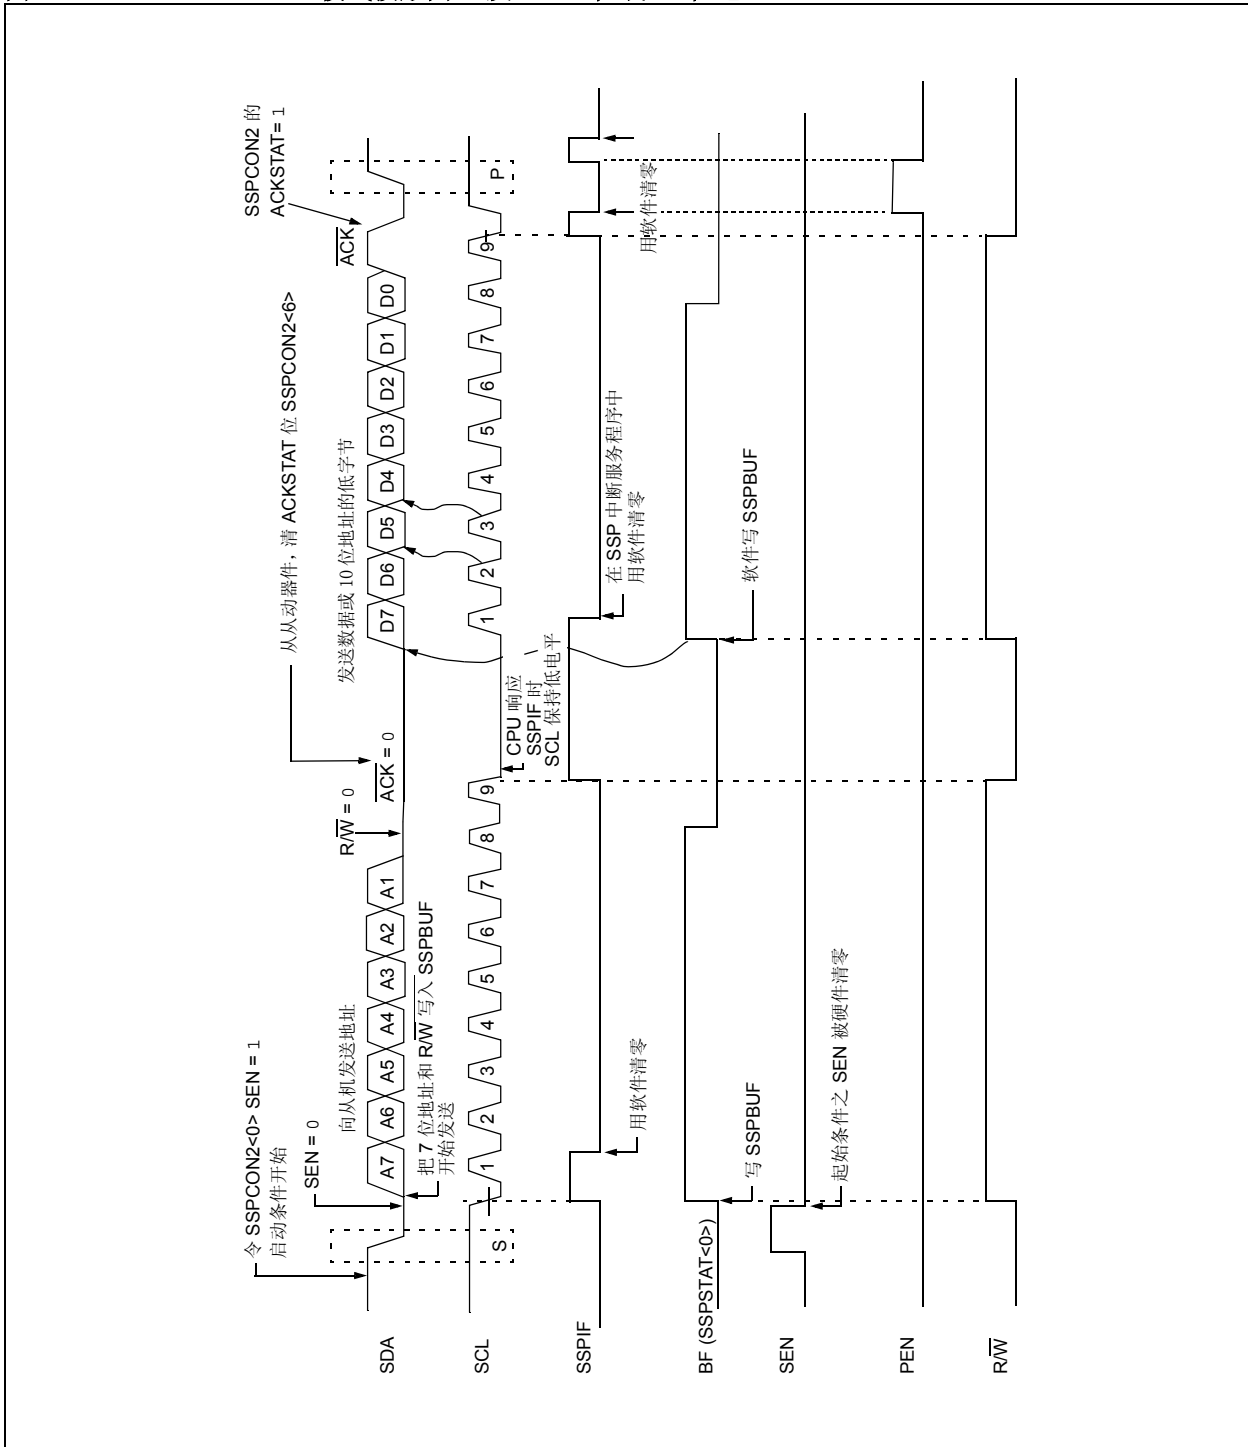 令 SSPCON2<0> SEN = 1
启动条件开始
SEN = 0
向从机发送地址
R/W = 0
ACK = 0
从从动器件，清 ACKSTAT 位 SSPCON2<6>
发送数据或 10 位地址的低字节
ACK
SSPCON2 的
ACKSTAT = 1
SDA
A7 A6 A5 A4 A3 A2 A1
D7 D6 D5 D4 D3 D2 D1 D0
把 7 位地址和 R/W 写入 SSPBUF
开始发送
SCL
S
1 2 3 4 5 6 7 8 9
1 2 3 4 5 6 7 8 9
P
CPU 响应
SSPIF 时
SCL 保持低电平
SSPIF
用软件清零
在 SSP 中断服务程序中
用软件清零
用软件清零
BF (SSPSTAT<0>)
写 SSPBUF
软件写 SSPBUF
SEN
起始条件之 SEN 被硬件清零
PEN
R/W